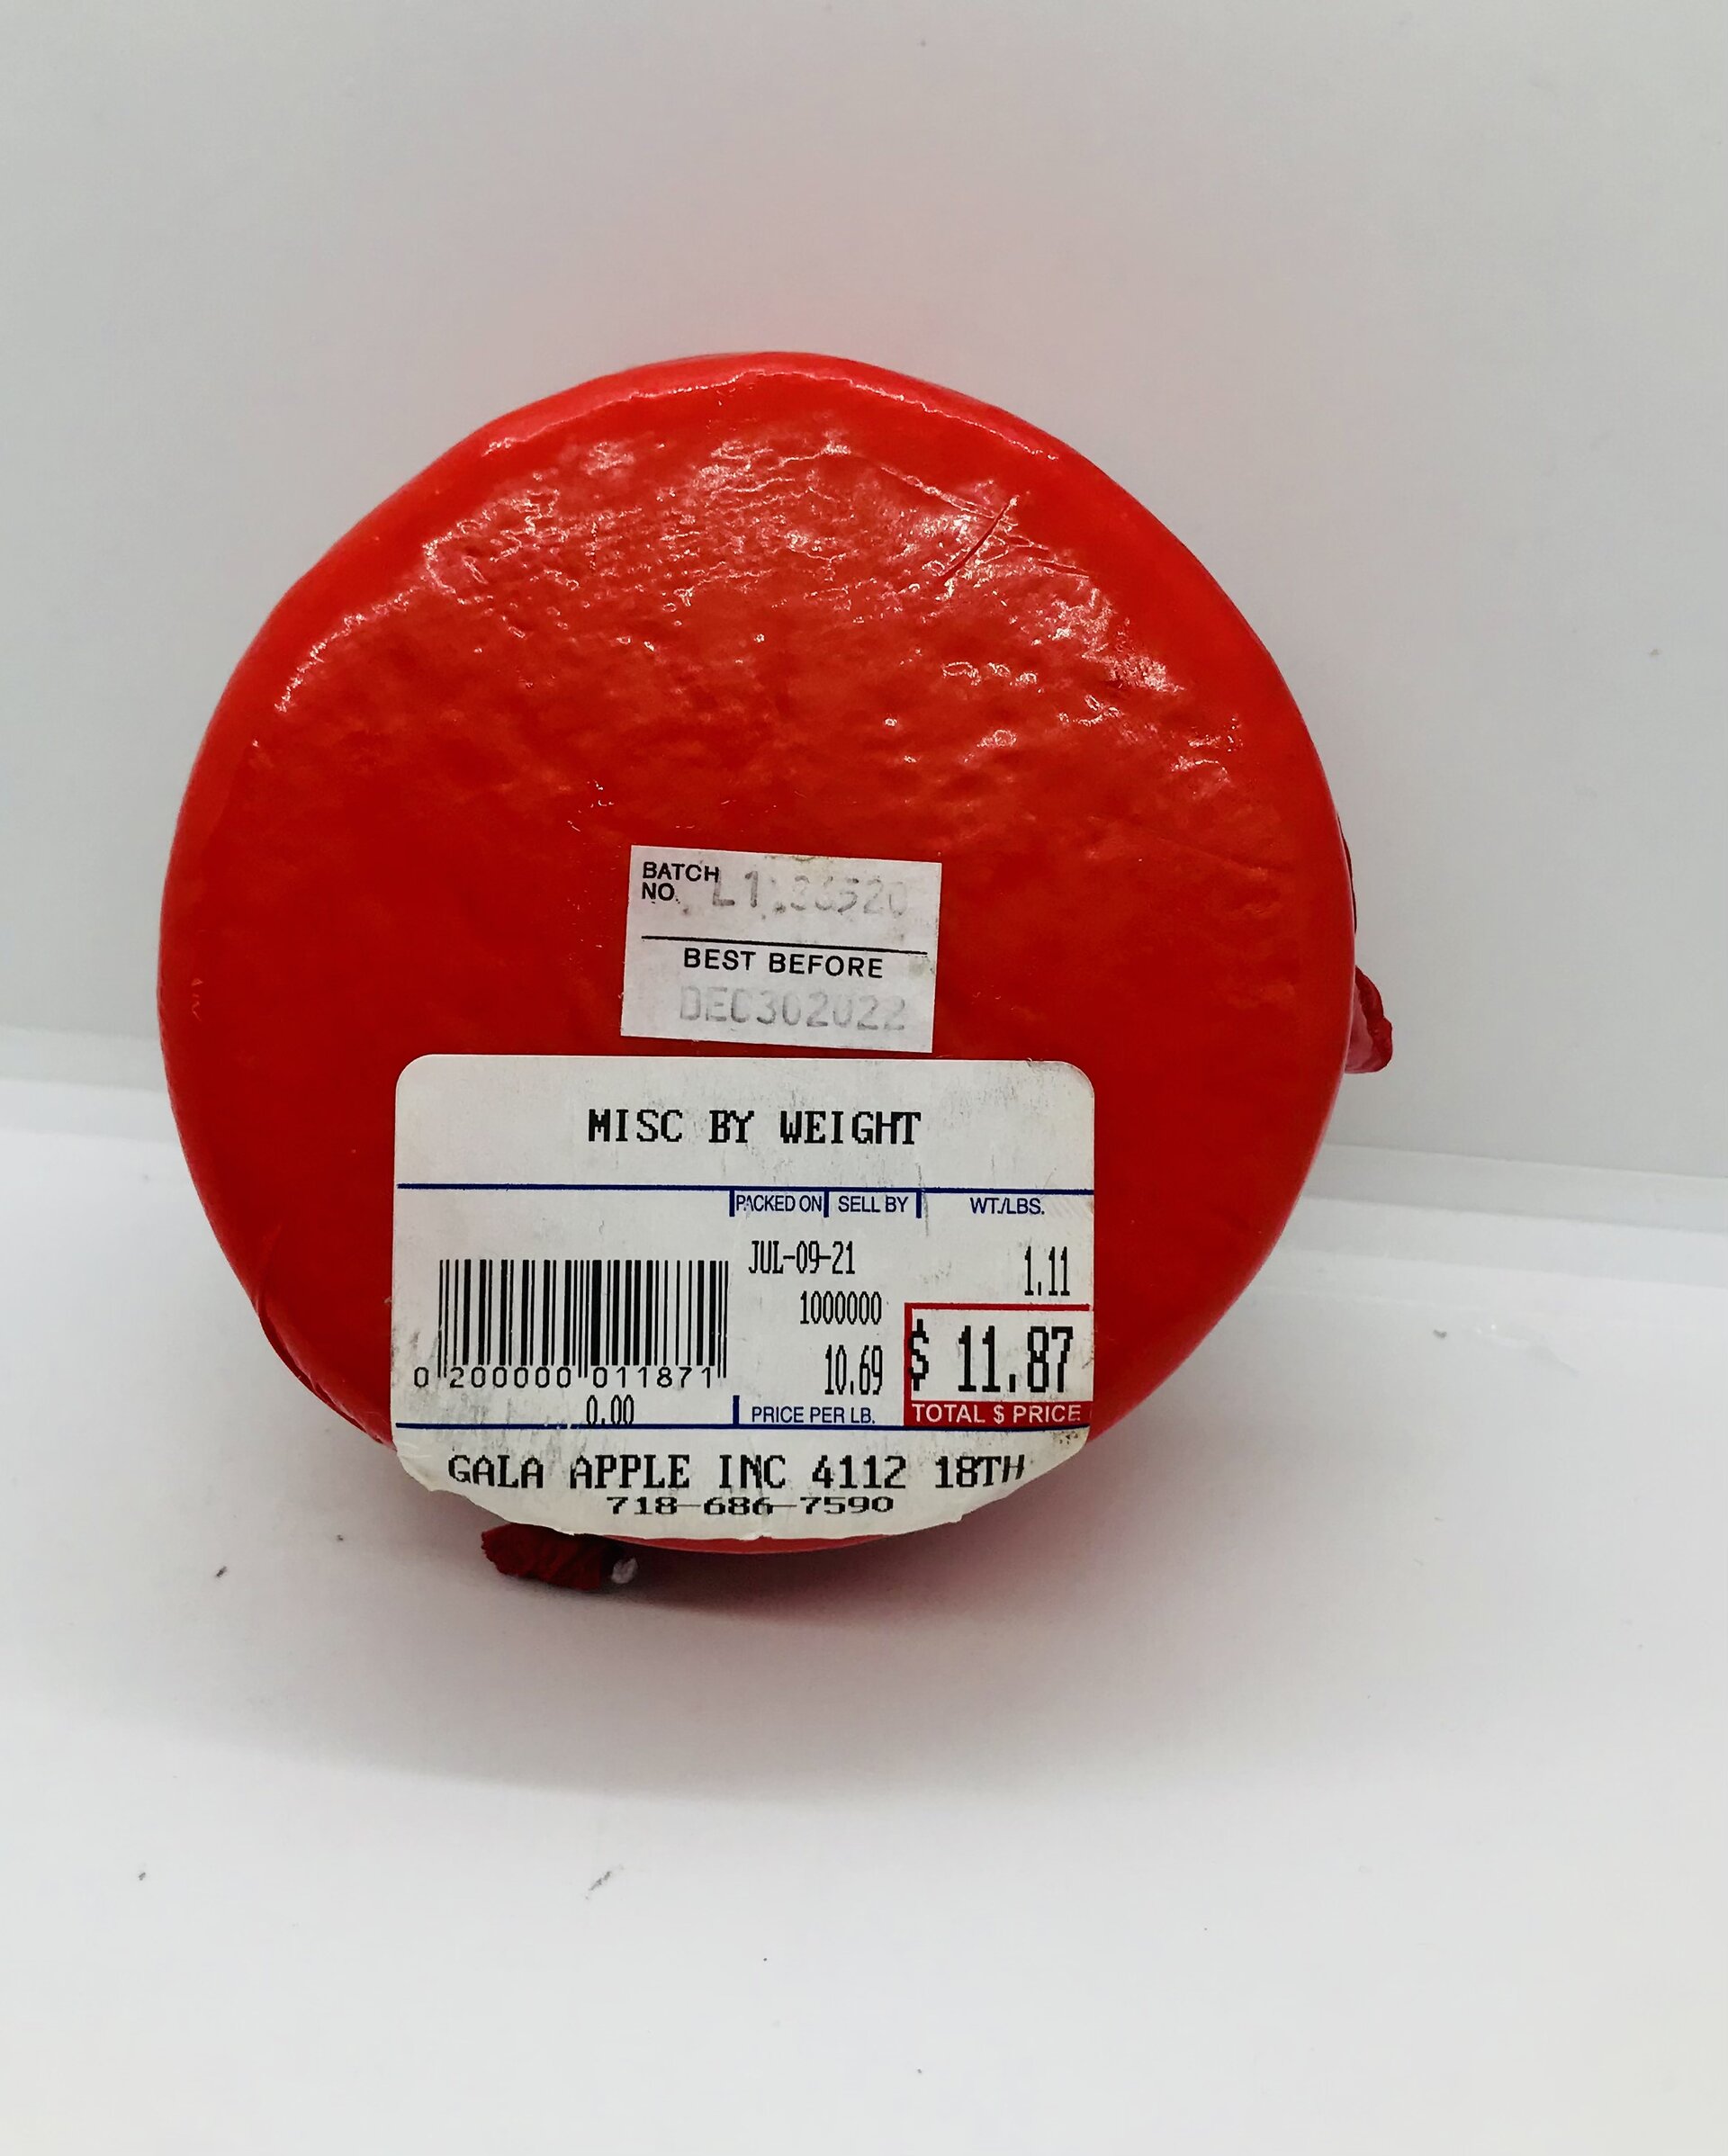 BATCH
NO.
BEST BEFORE
DEC302022
MISC BY WEIGHT
PACKED ON SELL BY WT./LBS.
JUL-09-21
1.11
1000000
10.69 $ 11.87
0 200000 011871
0.00 PRICE PER LB. TOTAL $ PRICE
GALA APPLE INC 4112 18TH
718-686-7590